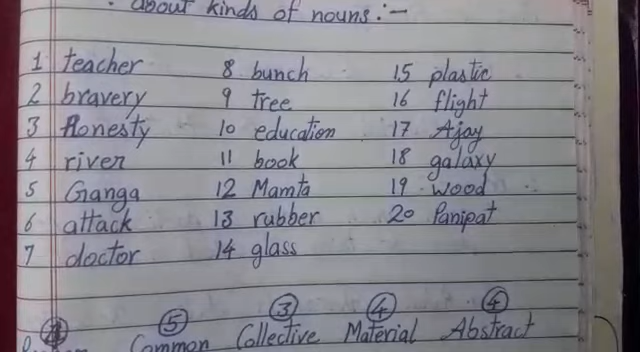 about kinds of nouns :-
1 teacher 8 bunch 15 plastic
2 bravery 9 tree 16 flight
3 Honesty 10 education 17 Ajay
4 river 11 book 18 galaxy
5 Ganga 12 Mamta 19 wood
6 attack 13 rubber 20 Panipat
7 doctor 14 glass
5 3 4 4
Common Collective Material Abstract